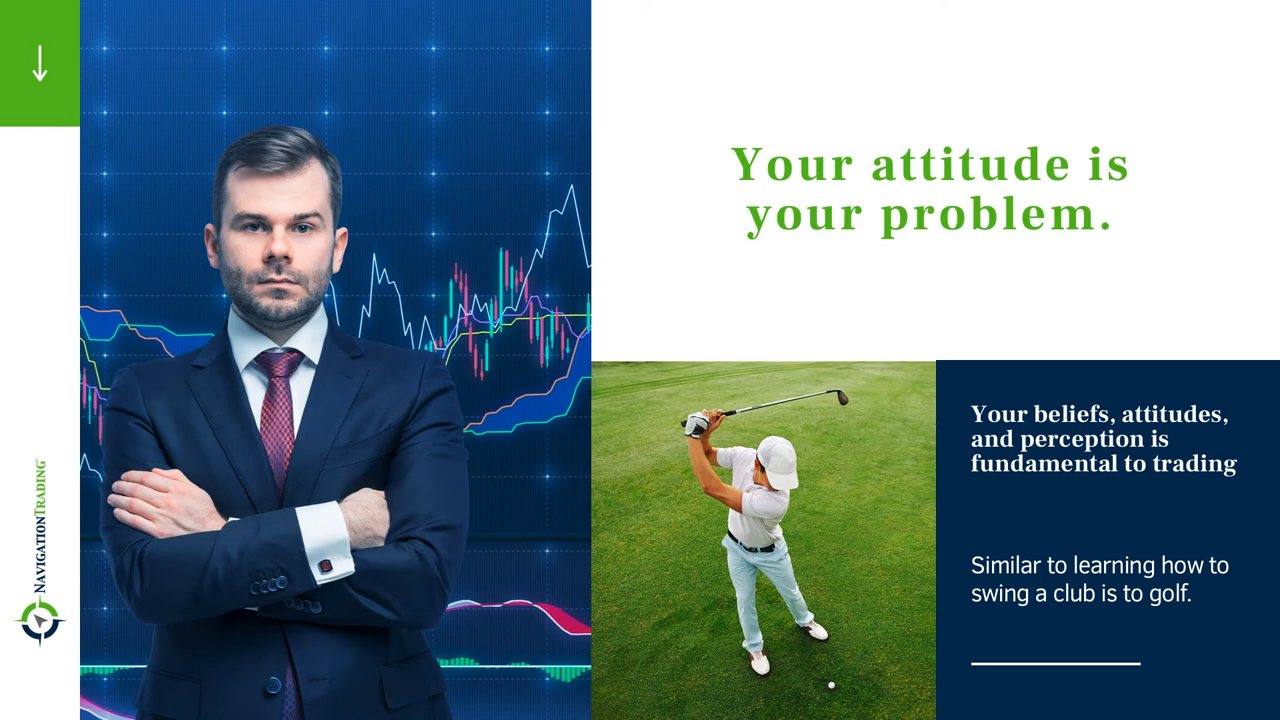 Your attitude is
your problem.
Your beliefs, attitudes,
and perception is
fundamental to trading
Similar to learning how to
swing a club is to golf.
NAVIGATIONTRADING